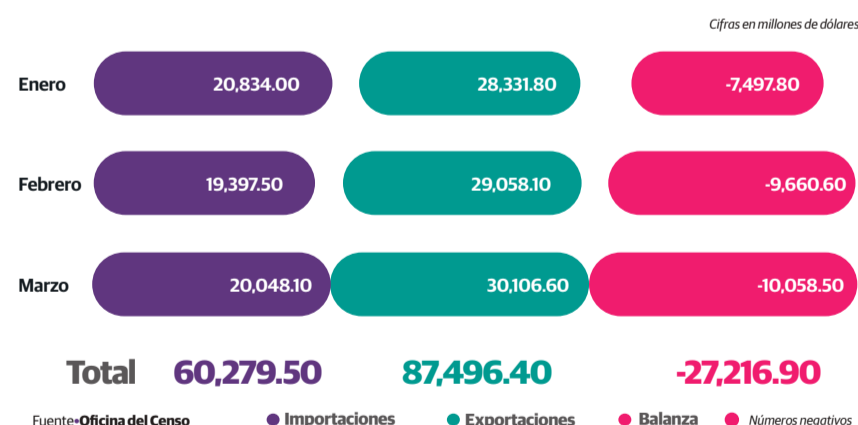 Cifras en millones de dólares
Enero 20,834.00 28,331.80 -7,497.80
Febrero 19,397.50 29,058.10 -9,660.60
Marzo 20,048.10 30,106.60 -10,058.50
Total 60,279.50 87,496.40 -27,216.90
Fuente•Oficina del Censo Importaciones Exportaciones Balanza Números negativos